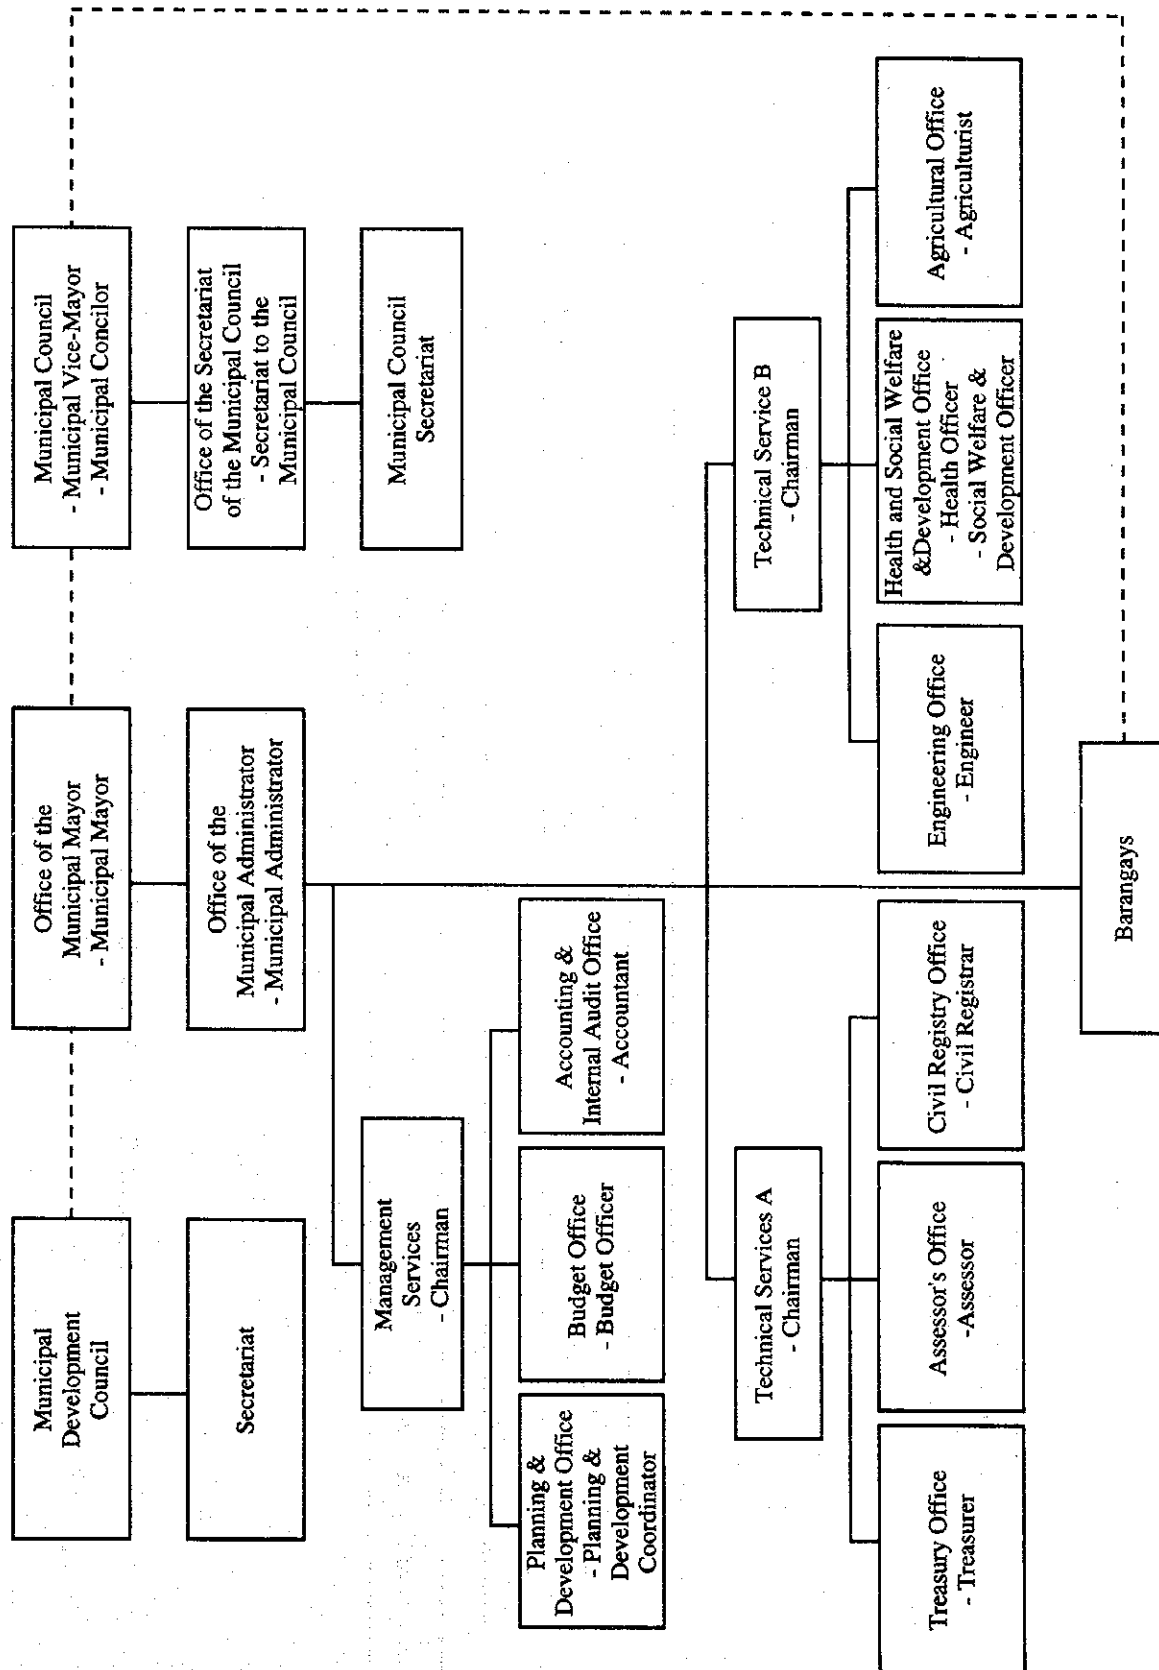 Municipal
Development
Council
Office of the
Municipal Mayor
- Municipal Mayor
Municipal Council
- Municipal Vice-Mayor
- Municipal Concilor
Secretariat
Office of the
Municipal Administrator
- Municipal Administrator
Office of the Secretariat
of the Municipal Council
- Secretariat to the
Municipal Council
Management
Services
- Chairman
Municipal Council
Secretariat
Planning &
Development Office
- Planning &
Development
Coordinator
Budget Office
- Budget Officer
Accounting &
Internal Audit Office
- Accountant
Technical Services A
- Chairman
Technical Service B
- Chairman
Treasury Office
- Treasurer
Assessor's Office
-Assessor
Civil Registry Office
- Civil Registrar
Engineering Office
- Engineer
Health and Social Welfare
&Development Office
- Health Officer
- Social Welfare &
Development Officer
Agricultural Office
- Agriculturist
Barangays